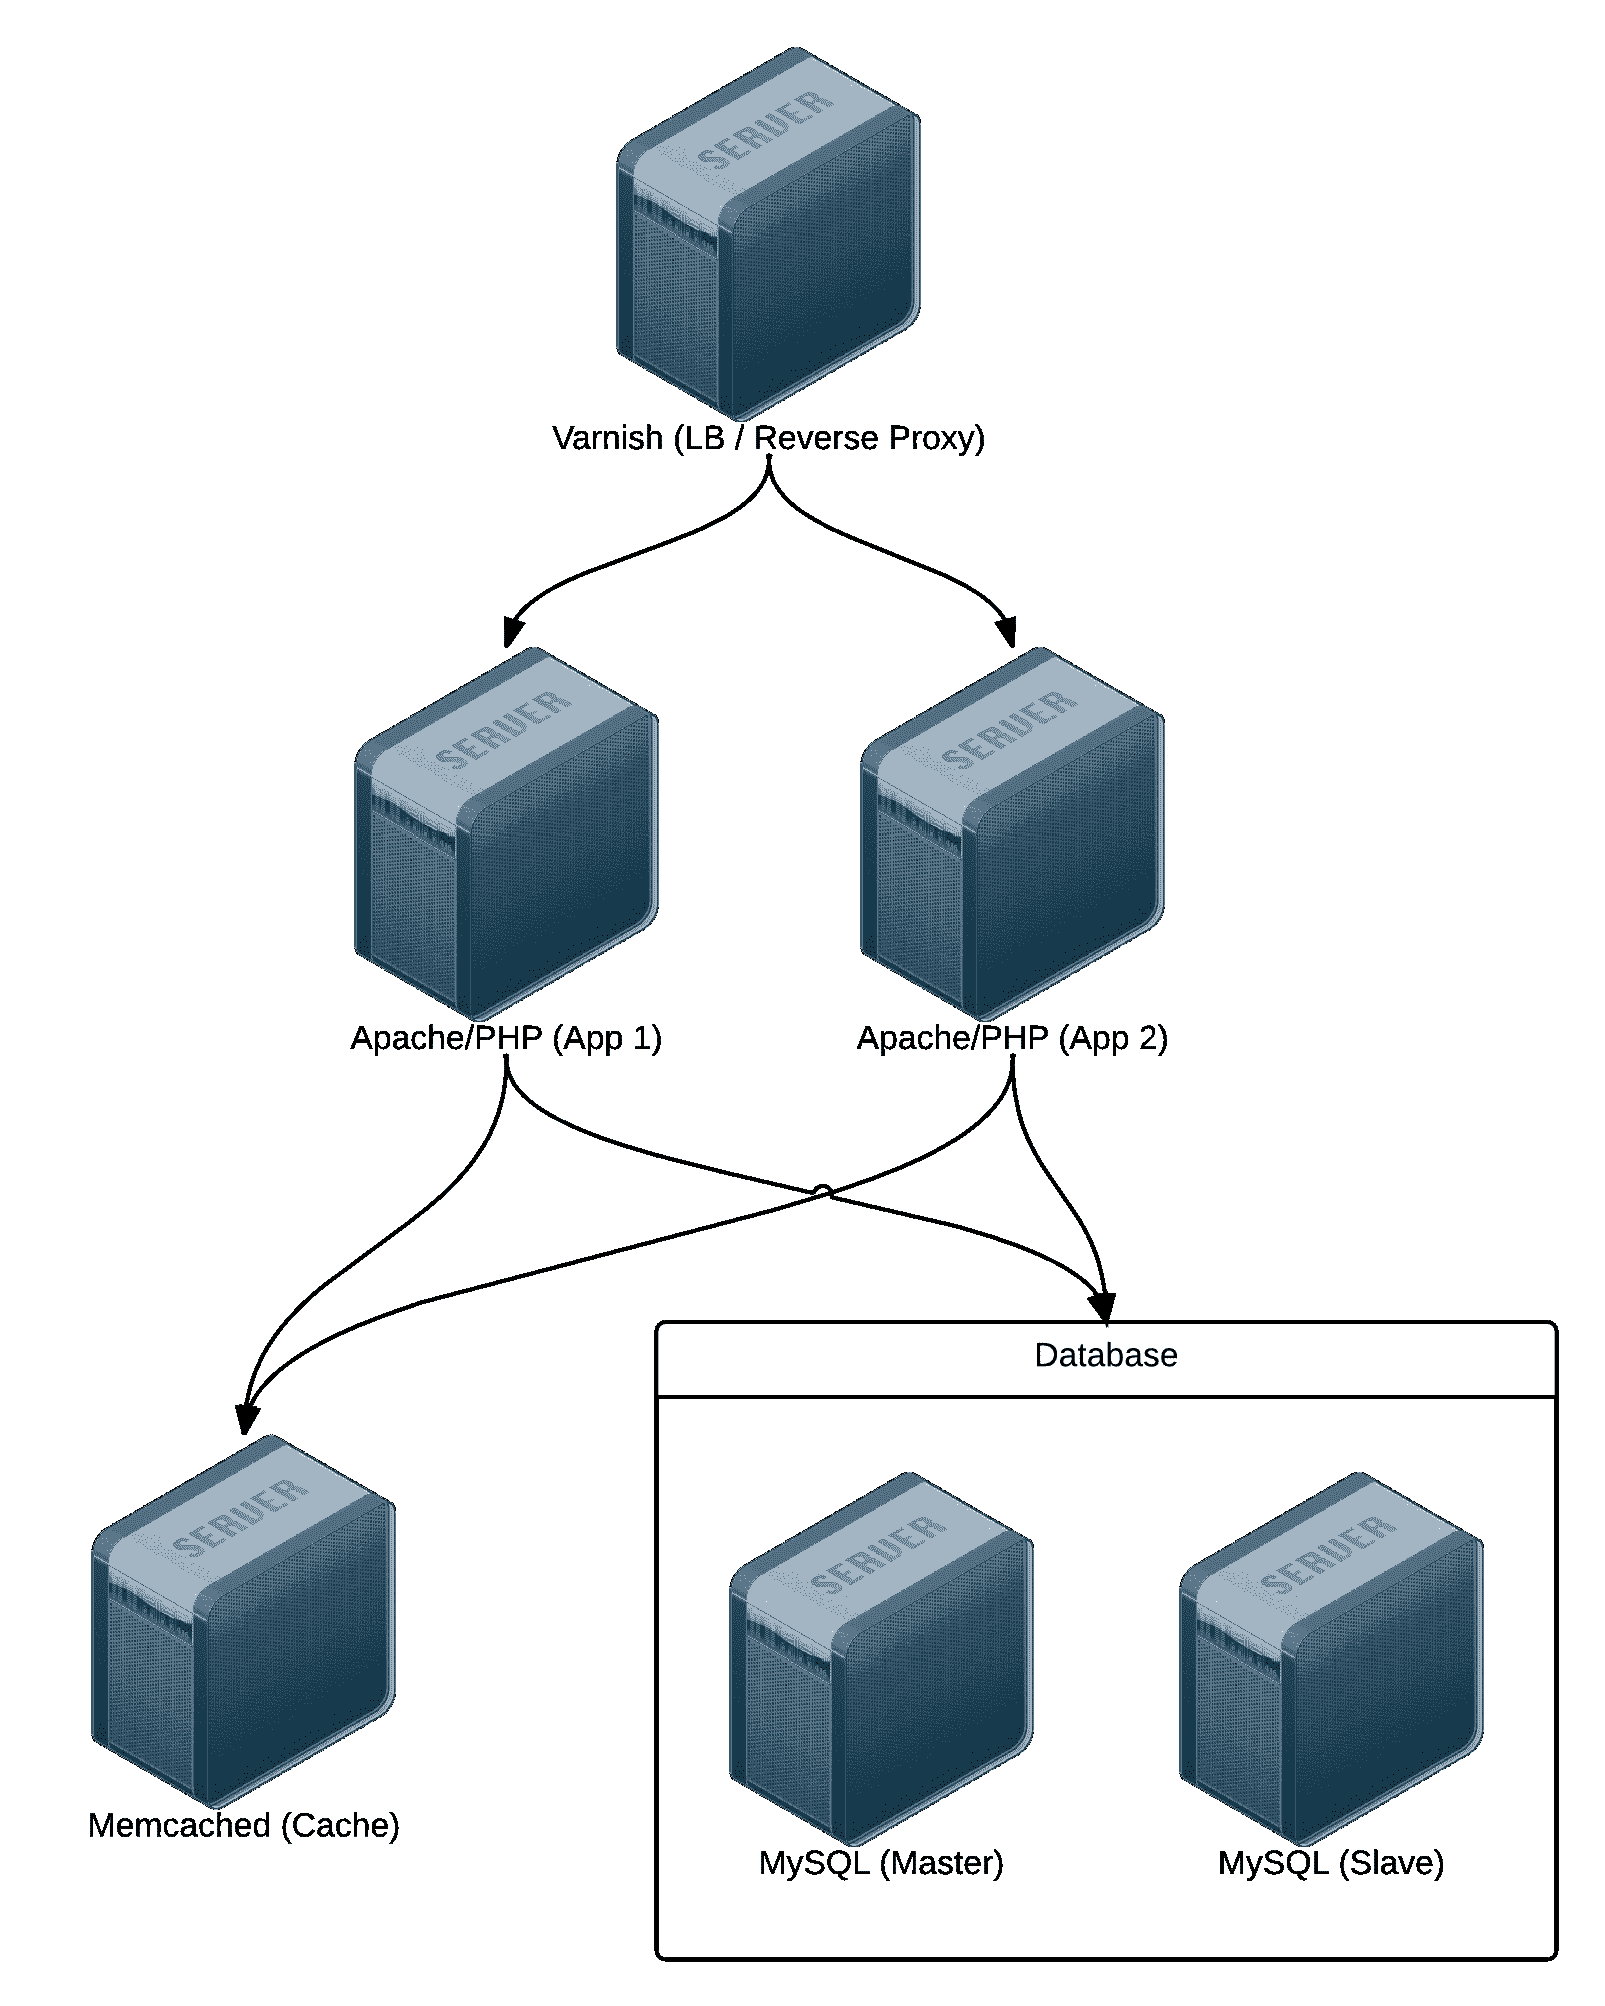 SERVER
Varnish (LB / Reverse Proxy)
SERVER
SERVER
Apache/PHP (App 1)
Apache/PHP (App 2)
Database
SERVER
SERVER
SERVER
Memcached (Cache)
MySQL (Master)
MySQL (Slave)